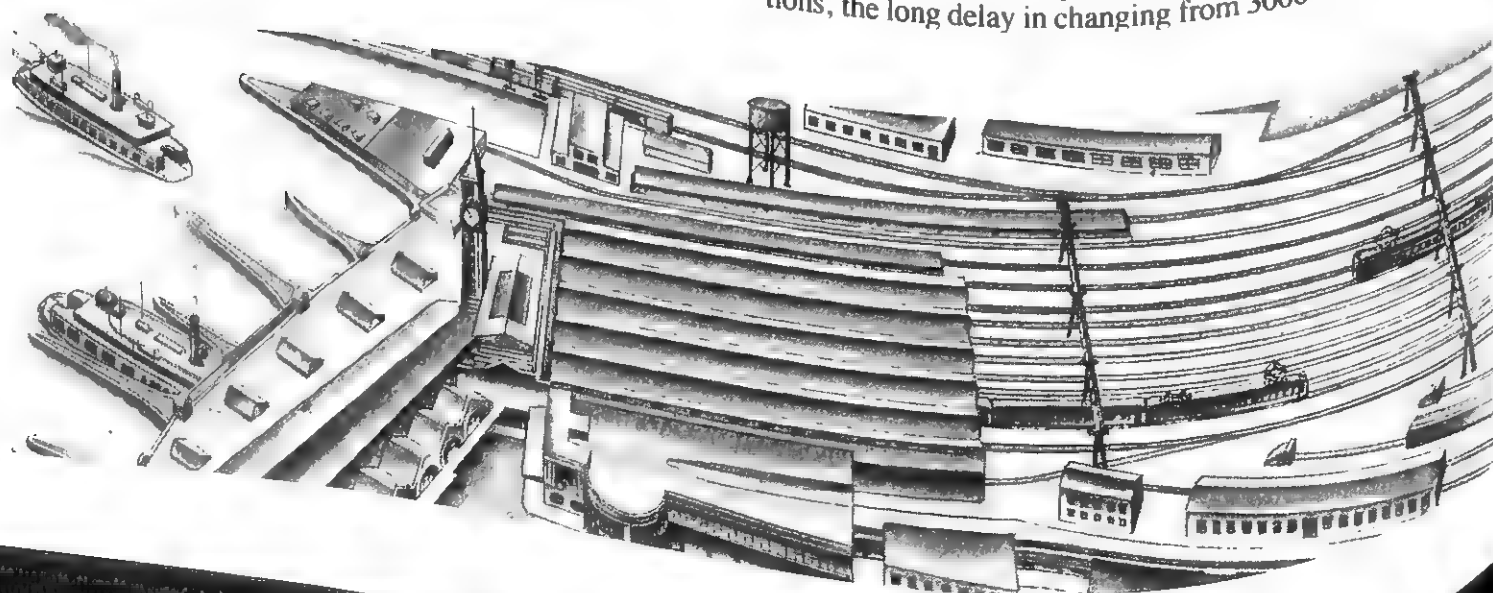 tions, the long delay in changing from 3000